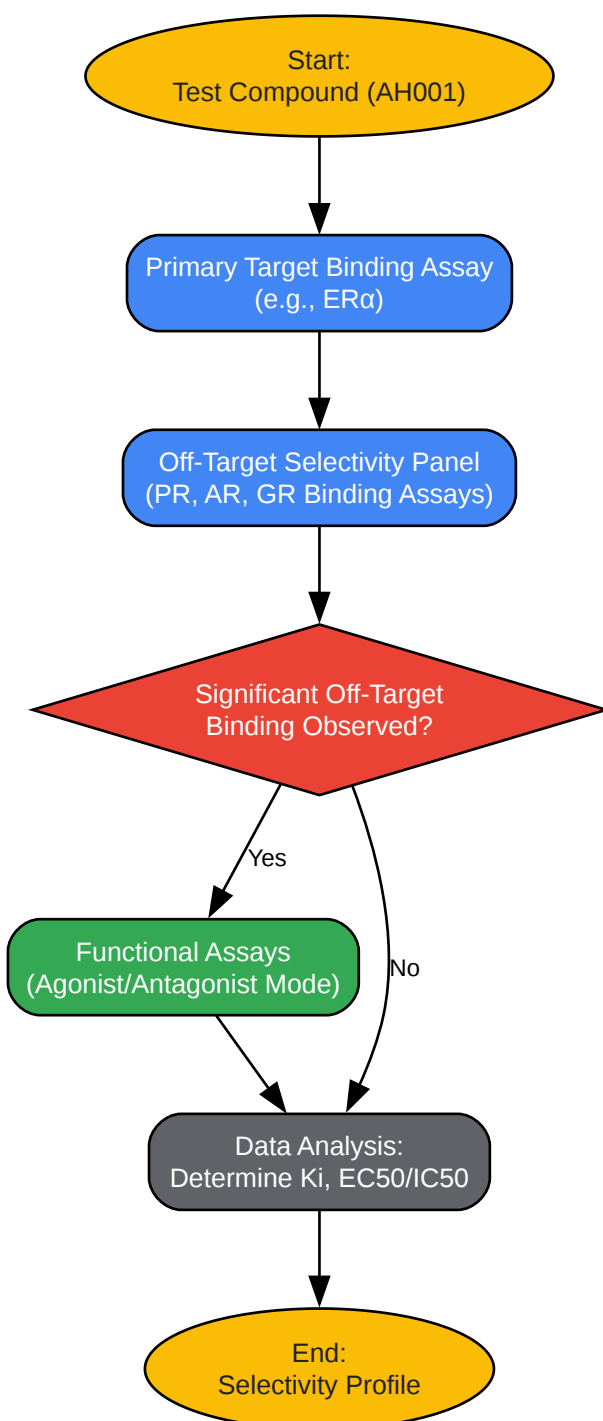 Start:
Test Compound (AH001)
Primary Target Binding Assay
(e.g., ERα)
Off-Target Selectivity Panel
(PR, AR, GR Binding Assays)
Significant Off-Target
Binding Observed?
Yes
Functional Assays
(Agonist/Antagonist Mode)
No
Data Analysis:
Determine Ki, EC50/IC50
End:
Selectivity Profile